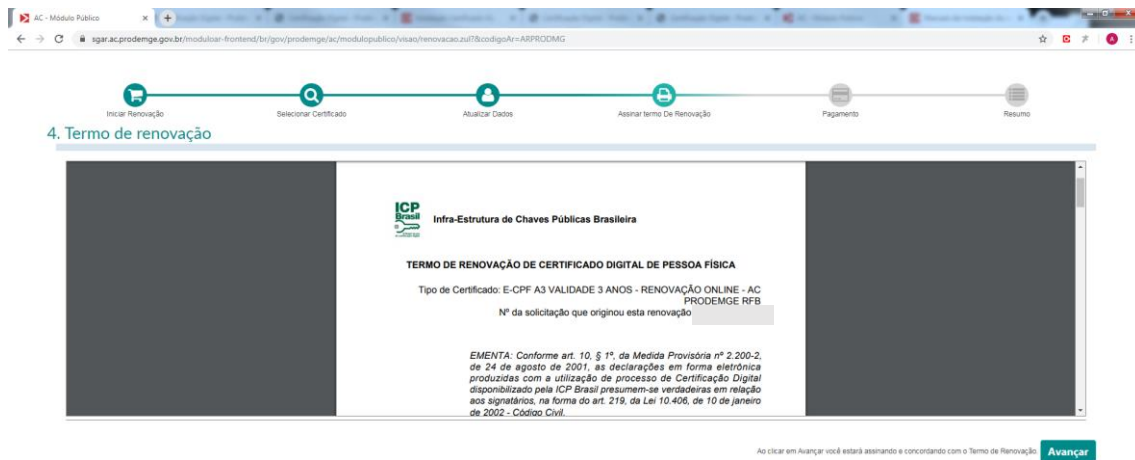 AC - Módulo Público
sgar.ac.prodemge.gov.br/moduloar-frontend/br/gov/prodemge/ac/modulopublico/visao/renovacao.zul?&codigoAr=ARPRODMG
Iniciar Renovação
Selecionar Certificado
Atualizar Dados
Assinar termo De Renovação
Pagamento
Resumo
4. Termo de renovação
ICP
Brasil
Infra-Estrutura de Chaves Públicas Brasileira
TERMO DE RENOVAÇÃO DE CERTIFICADO DIGITAL DE PESSOA FÍSICA
Tipo de Certificado: E-CPF A3 VALIDADE 3 ANOS - RENOVAÇÃO ONLINE - AC
PRODEMGE RFB
Nº da solicitação que originou esta renovação
EMENTA: Conforme art. 10, § 1º, da Medida Provisória nº 2.200-2,
de 24 de agosto de 2001, as declarações em forma eletrônica
produzidas com a utilização de processo de Certificação Digital
disponibilizado pela ICP Brasil presumem-se verdadeiras em relação
aos signatários, na forma do art. 219, da Lei 10.406, de 10 de janeiro
de 2002 - Código Civil.
Ao clicar em Avançar você estará assinando e concordando com o Termo de Renovação.
Avançar